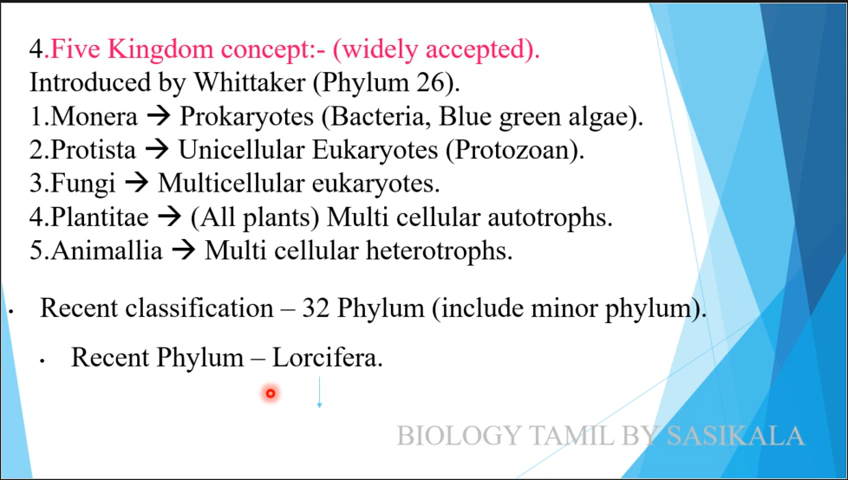 4.Five Kingdom concept:- (widely accepted).
Introduced by Whittaker (Phylum 26).
1.Monera → Prokaryotes (Bacteria, Blue green algae).
2.Protista → Unicellular Eukaryotes (Protozoan).
3.Fungi → Multicellular eukaryotes.
4.Plantitae → (All plants) Multi cellular autotrophs.
5.Animallia → Multi cellular heterotrophs.
• Recent classification – 32 Phylum (include minor phylum).
• Recent Phylum – Lorcifera.
BIOLOGY TAMIL BY SASIKALA